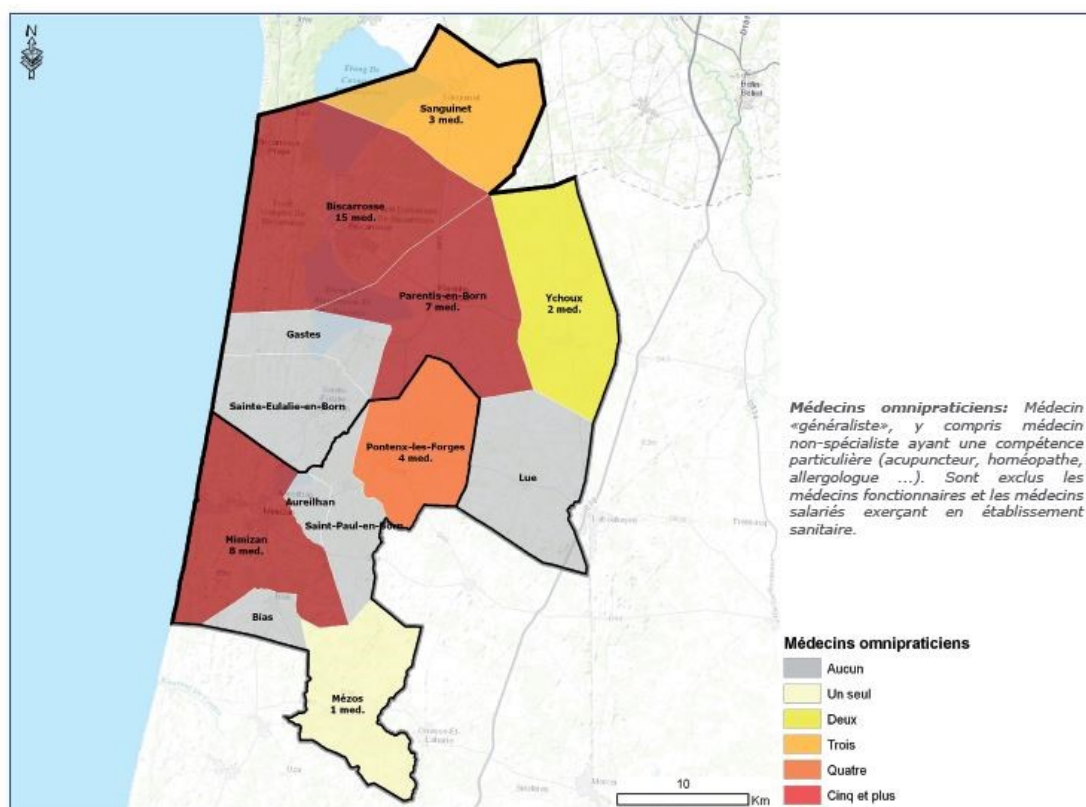 N
Sanguinet
3 med.
Biscarrosse
15 med.
Parentis-en-Born
7 med.
Ychoux
2 med.
Gastes
Sainte-Eulalie-en-Born
Pontenx-les-Forges
4 med.
Lue
Aureilhan
Saint-Paul-en-Born
Mimizan
8 med.
Bias
Mézos
1 med.
Médecins omnipraticiens: Médecin
«généraliste», y compris médecin
non-spécialiste ayant une compétence
particulière (acupuncteur, homéopathe,
allergologue ...). Sont exclus les
médecins fonctionnaires et les médecins
salariés exerçant en établissement
sanitaire.
Médecins omnipraticiens
Aucun
Un seul
Deux
Trois
Quatre
Cinq et plus
10
Km